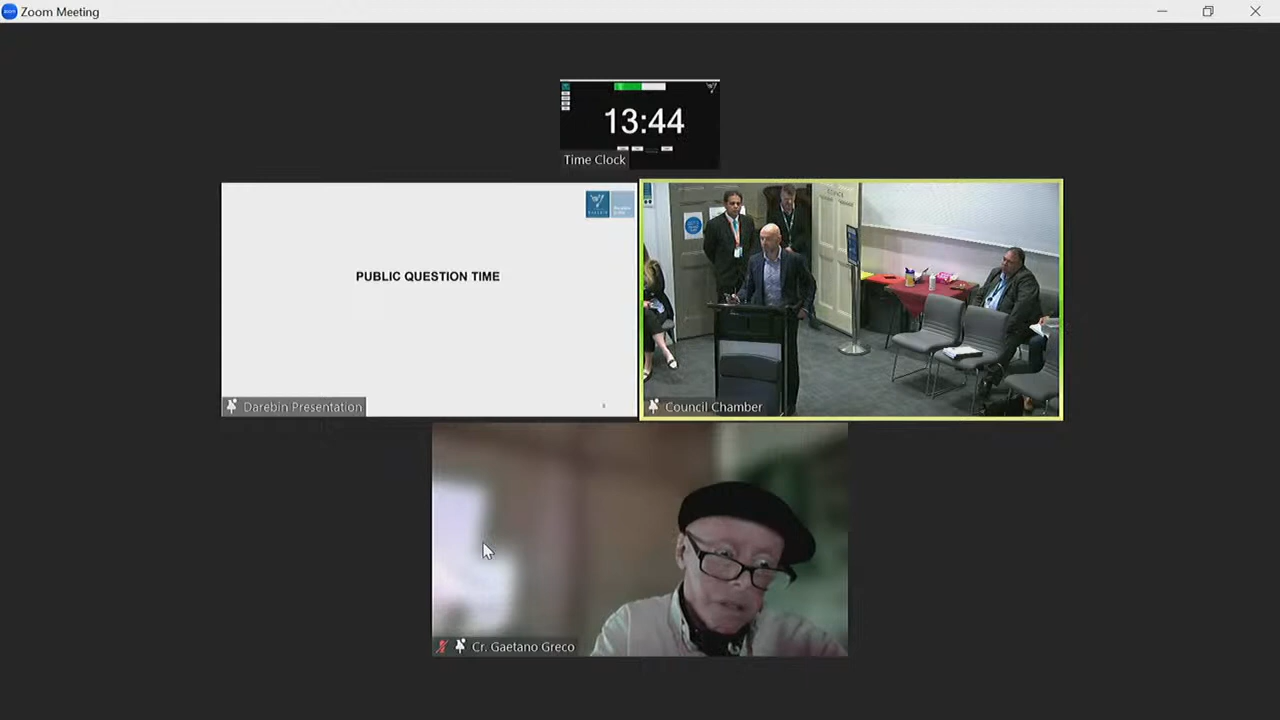 Zoom Meeting
13:44
Time Clock
PUBLIC QUESTION TIME
Darebin Presentation
Council Chamber
Cr. Gaetano Greco